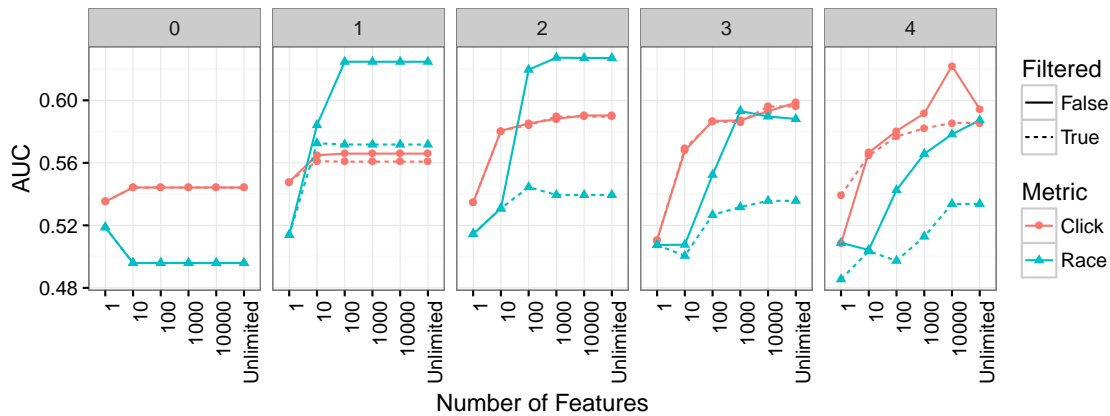 0 1 2 3 4
AUC
0.60
0.56
0.52
0.48
1 10 100 1000 10000 Unlimited
1 10 100 1000 10000 Unlimited
1 10 100 1000 10000 Unlimited
1 10 100 1000 10000 Unlimited
1 10 100 1000 10000 Unlimited
Number of Features
Filtered
False
True
Metric
Click
Race